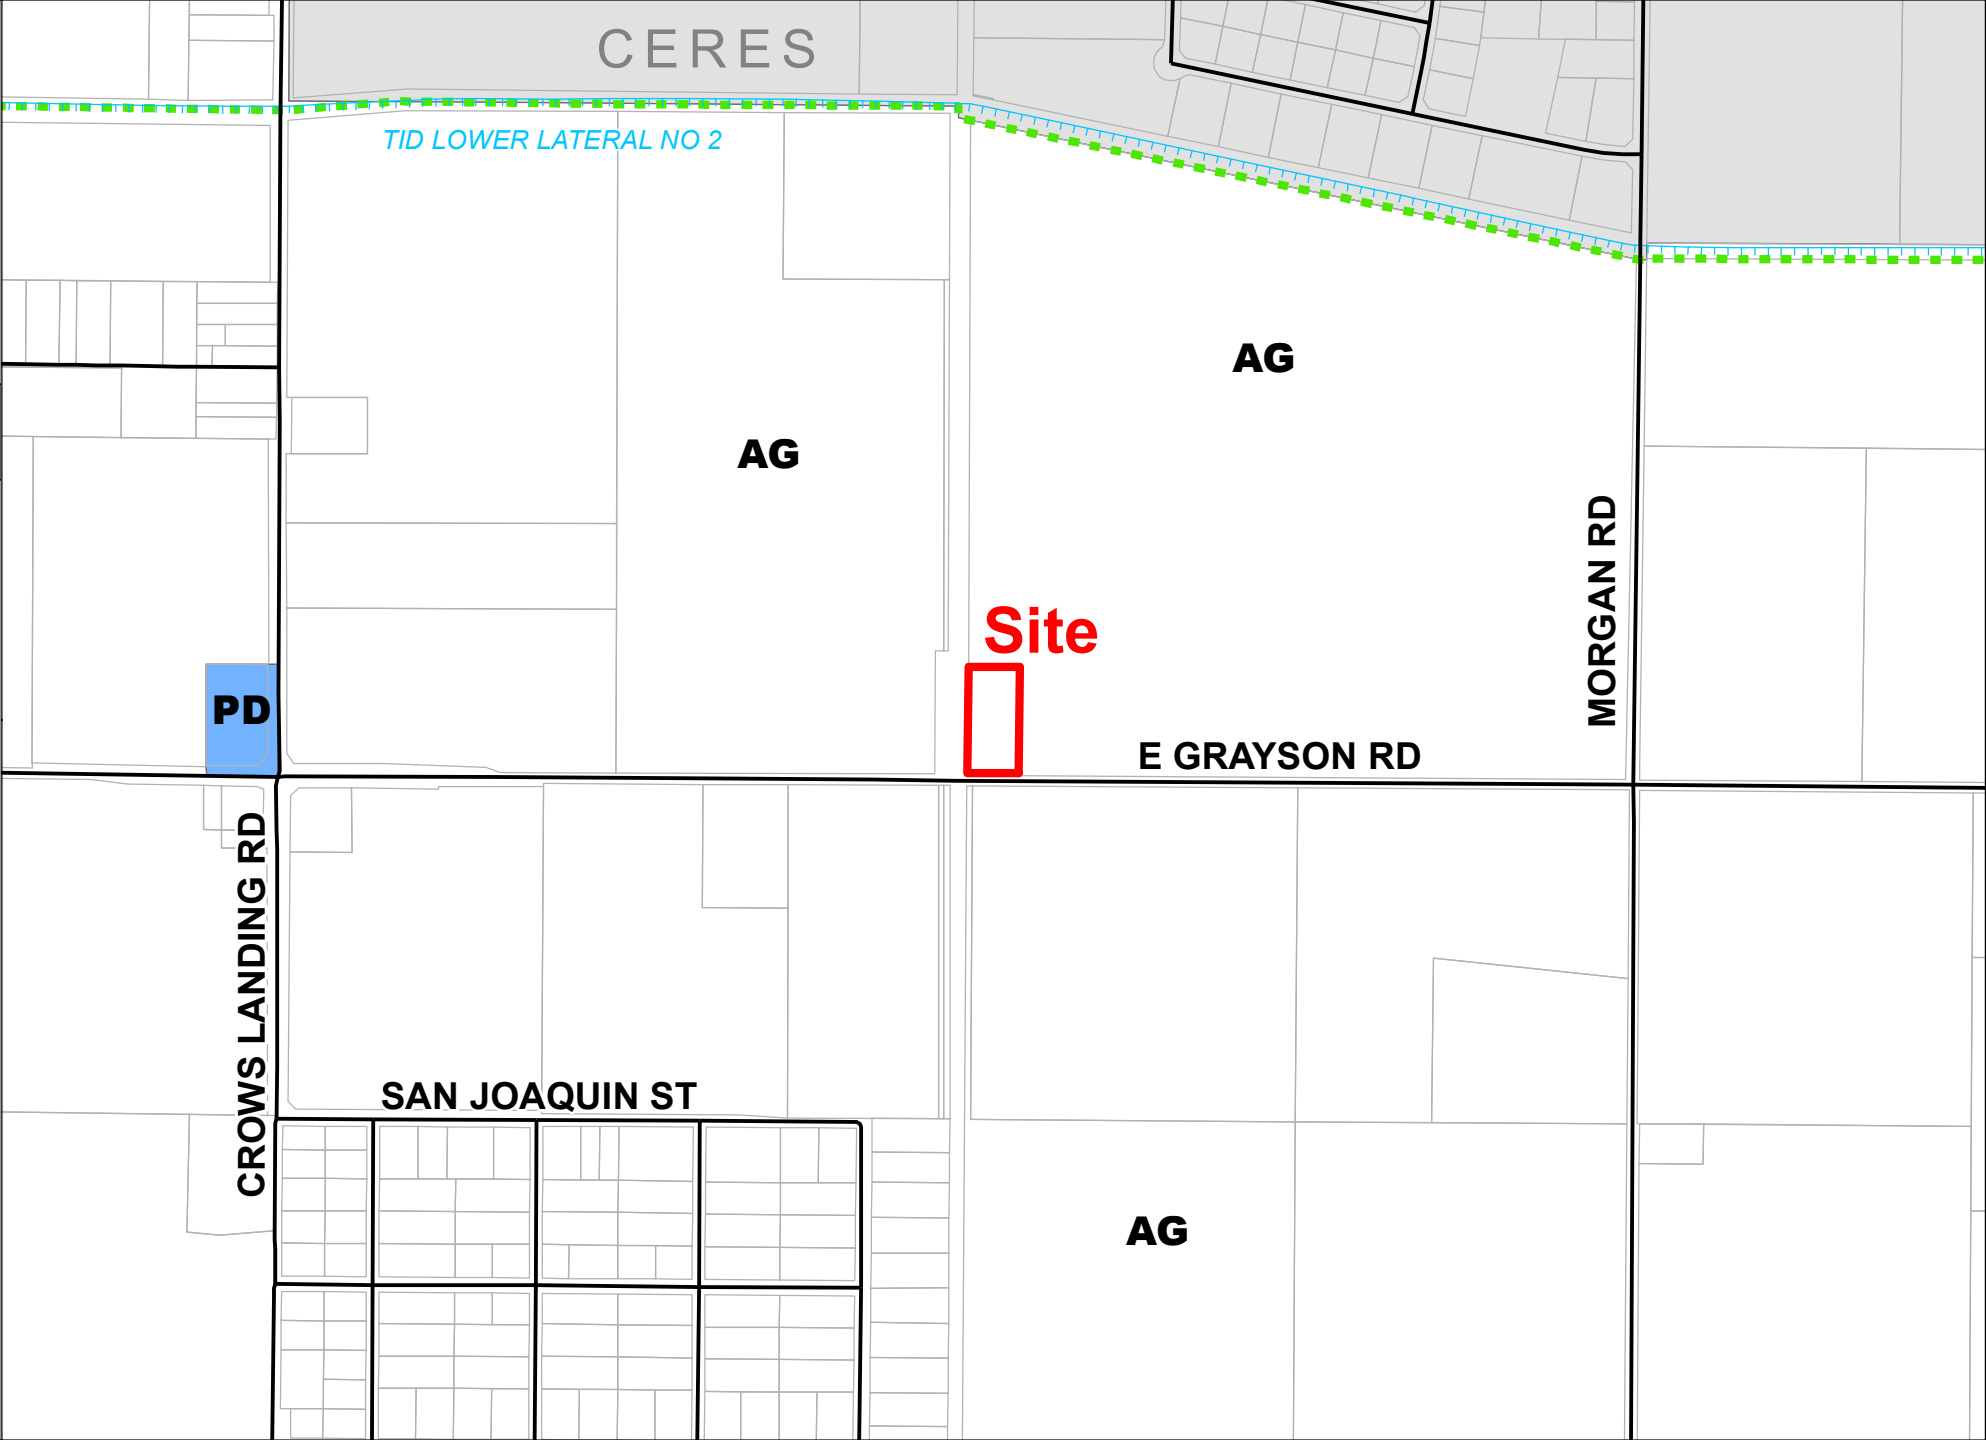 CERES
TID LOWER LATERAL NO 2
AG
AG
MORGAN RD
Site
PD
E GRAYSON RD
CROWS LANDING RD
SAN JOAQUIN ST
AG